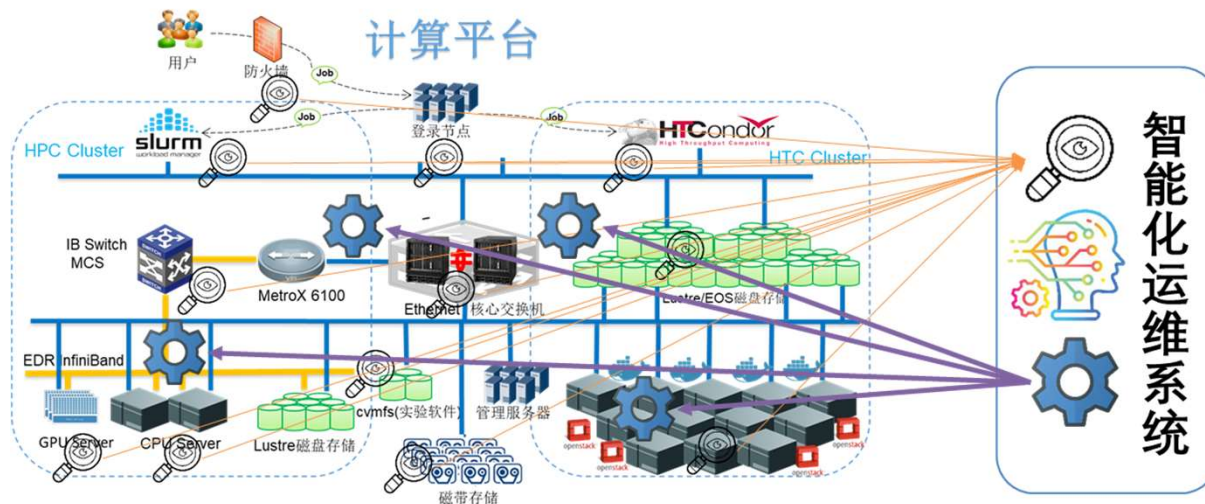 计算平台
用户
防火墙
Job
Job
Job
登录节点
slurm
workload manager
HTCondor
High Throughput Computing
HPC Cluster
HTC Cluster
IB Switch
MCS
SWITCH
MetroX 6100
Ethernet 核心交换机
Lustre/EOS磁盘存储
EDR InfiniBand
GPU Server
CPU Server
Lustre磁盘存储
cvmfs(实验软件)
管理服务器
磁带存储
openstack
openstack
openstack
openstack
智能化运维系统